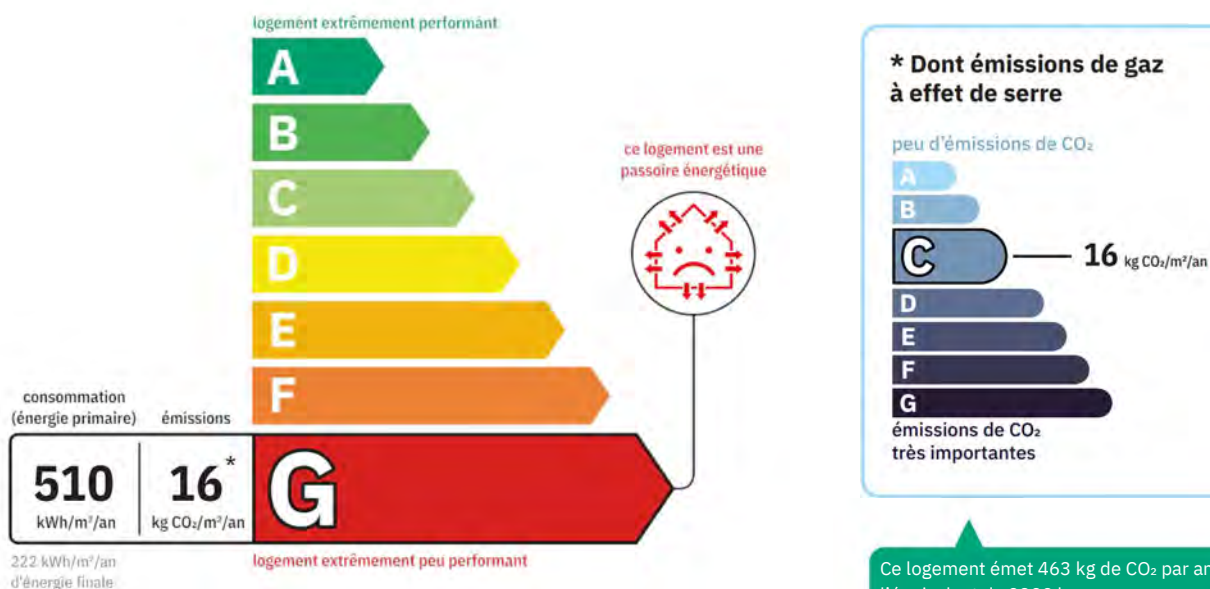 logement extrêmement performant
A
B
C
D
E
F
G
ce logement est une
passoire énergétique
consommation
(énergie primaire)
émissions
510
kWh/m²/an
16*
kg CO₂/m²/an
222 kWh/m²/an
d'énergie finale
logement extrêmement peu performant
* Dont émissions de gaz
à effet de serre
peu d'émissions de CO₂
A
B
C
16 kg CO₂/m²/an
D
E
F
G
émissions de CO₂
très importantes
Ce logement émet 463 kg de CO₂ par an